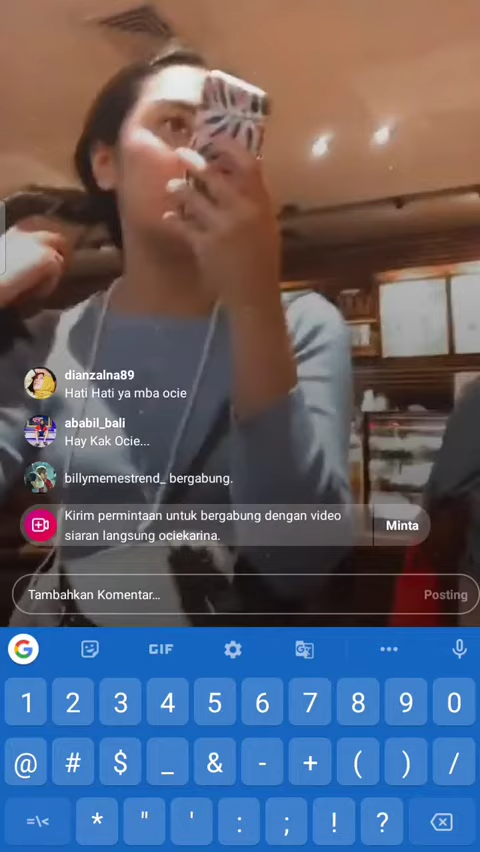 dianzalna89
Hati Hati ya mba ocie
ababil_bali
Hay Kak Ocie...
billymemestrend_ bergabung.
Kirim permintaan untuk bergabung dengan video
siaran langsung ociekarina.
Minta
Tambahkan Komentar...
Posting
G GIF
1 2 3 4 5 6 7 8 9 0
@ # $ _ & - + ( ) /
=\< * " ' : ; ! ?